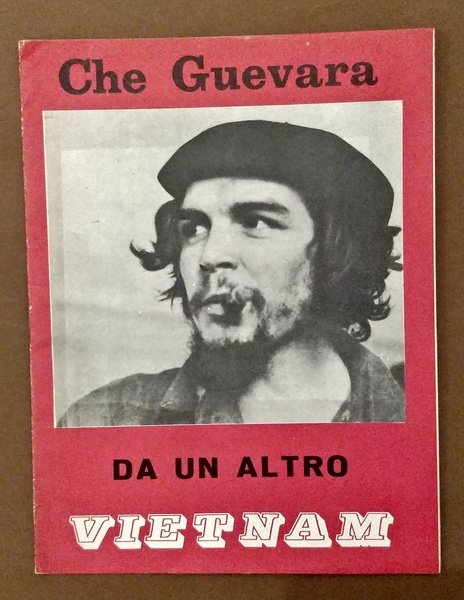 Che Guevara
DA UN ALTRO
VIETNAM